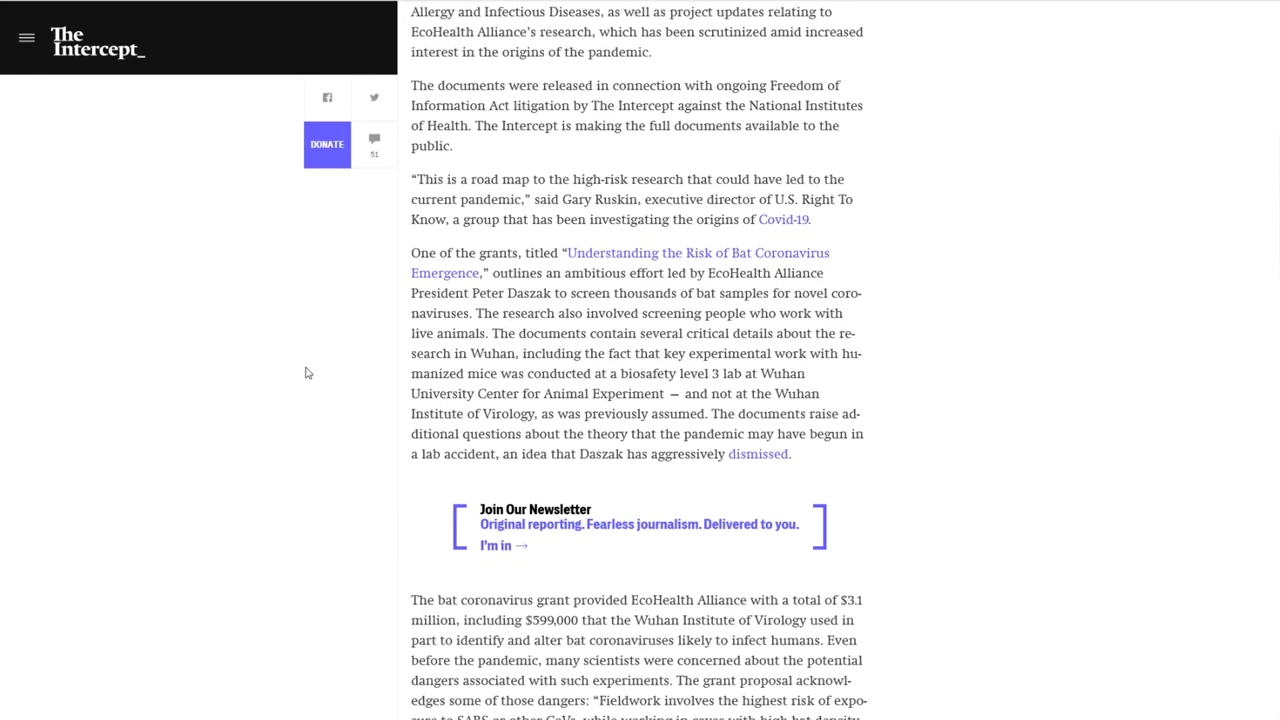 The
Intercept_
DONATE
51
Allergy and Infectious Diseases, as well as project updates relating to
EcoHealth Alliance’s research, which has been scrutinized amid increased
interest in the origins of the pandemic.
The documents were released in connection with ongoing Freedom of
Information Act litigation by The Intercept against the National Institutes
of Health. The Intercept is making the full documents available to the
public.
“This is a road map to the high-risk research that could have led to the
current pandemic,” said Gary Ruskin, executive director of U.S. Right To
Know, a group that has been investigating the origins of Covid-19.
One of the grants, titled “Understanding the Risk of Bat Coronavirus
Emergence,” outlines an ambitious effort led by EcoHealth Alliance
President Peter Daszak to screen thousands of bat samples for novel coro-
naviruses. The research also involved screening people who work with
live animals. The documents contain several critical details about the re-
search in Wuhan, including the fact that key experimental work with hu-
manized mice was conducted at a biosafety level 3 lab at Wuhan
University Center for Animal Experiment — and not at the Wuhan
Institute of Virology, as was previously assumed. The documents raise ad-
ditional questions about the theory that the pandemic may have begun in
a lab accident, an idea that Daszak has aggressively dismissed.
Join Our Newsletter
Original reporting. Fearless journalism. Delivered to you.
I’m in →
The bat coronavirus grant provided EcoHealth Alliance with a total of $3.1
million, including $599,000 that the Wuhan Institute of Virology used in
part to identify and alter bat coronaviruses likely to infect humans. Even
before the pandemic, many scientists were concerned about the potential
dangers associated with such experiments. The grant proposal acknowl-
edges some of those dangers: “Fieldwork involves the highest risk of expo-
sure to SARS or other CoVs, while working in caves with high bat density